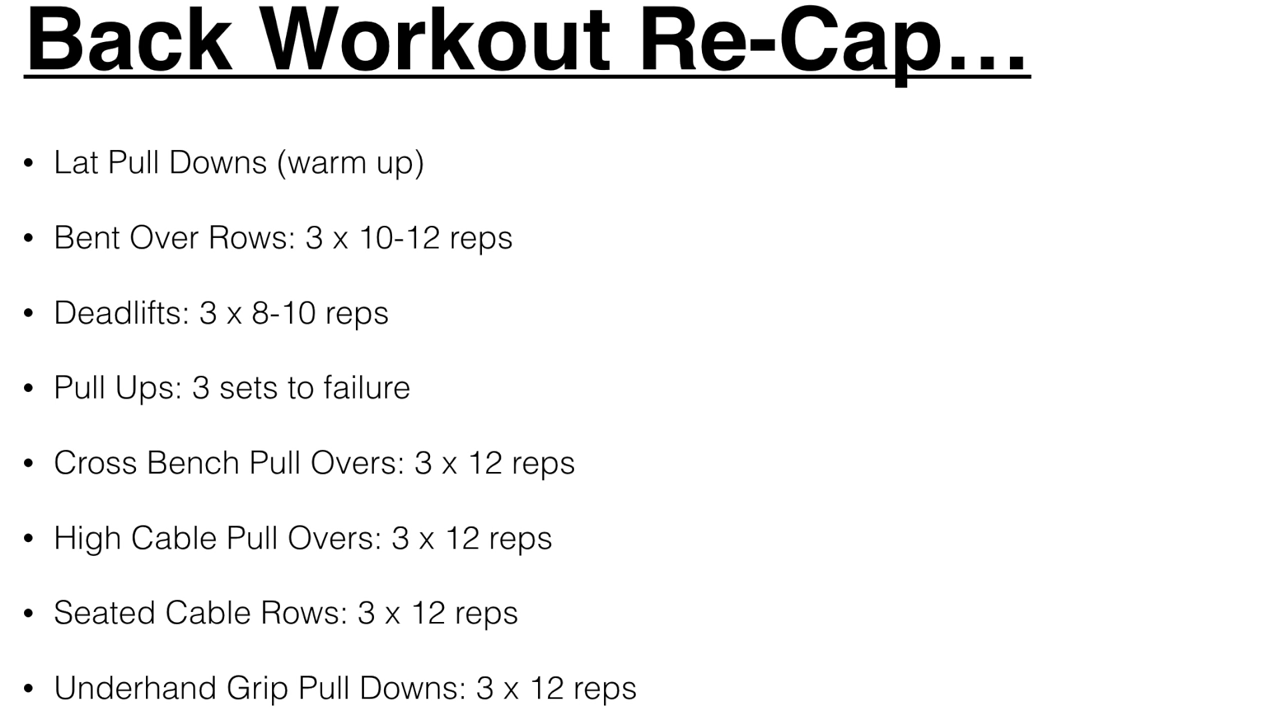 Back Workout Re-Cap...
• Lat Pull Downs (warm up)
• Bent Over Rows: 3 x 10-12 reps
• Deadlifts: 3 x 8-10 reps
• Pull Ups: 3 sets to failure
• Cross Bench Pull Overs: 3 x 12 reps
• High Cable Pull Overs: 3 x 12 reps
• Seated Cable Rows: 3 x 12 reps
• Underhand Grip Pull Downs: 3 x 12 reps